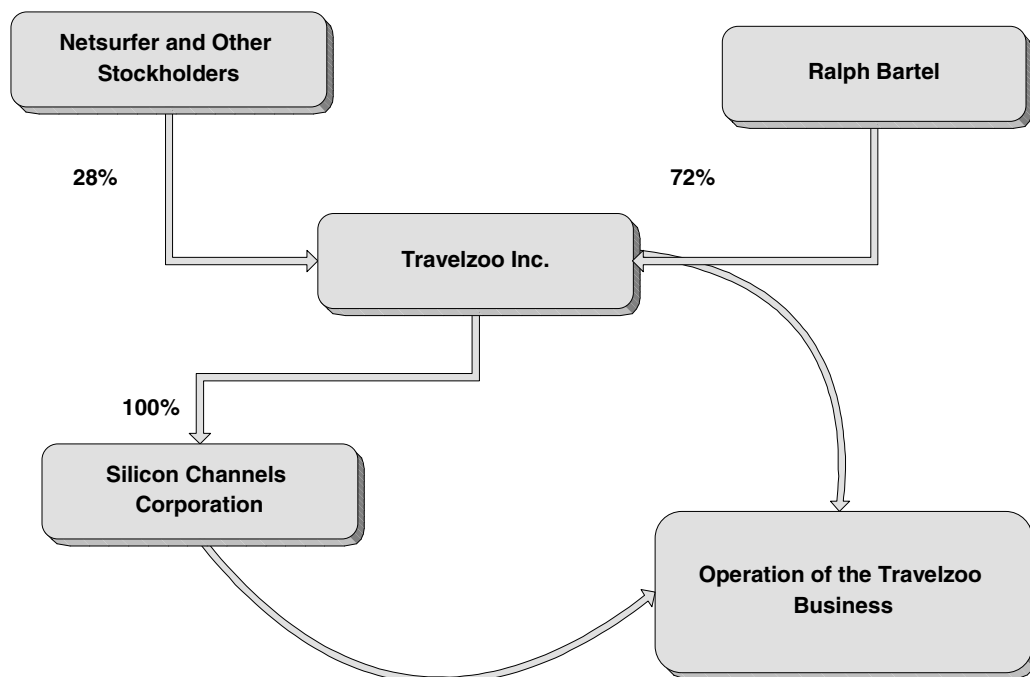 Netsurfer and Other
Stockholders
Ralph Bartel
28%
72%
Travelzoo Inc.
100%
Silicon Channels
Corporation
Operation of the Travelzoo
Business